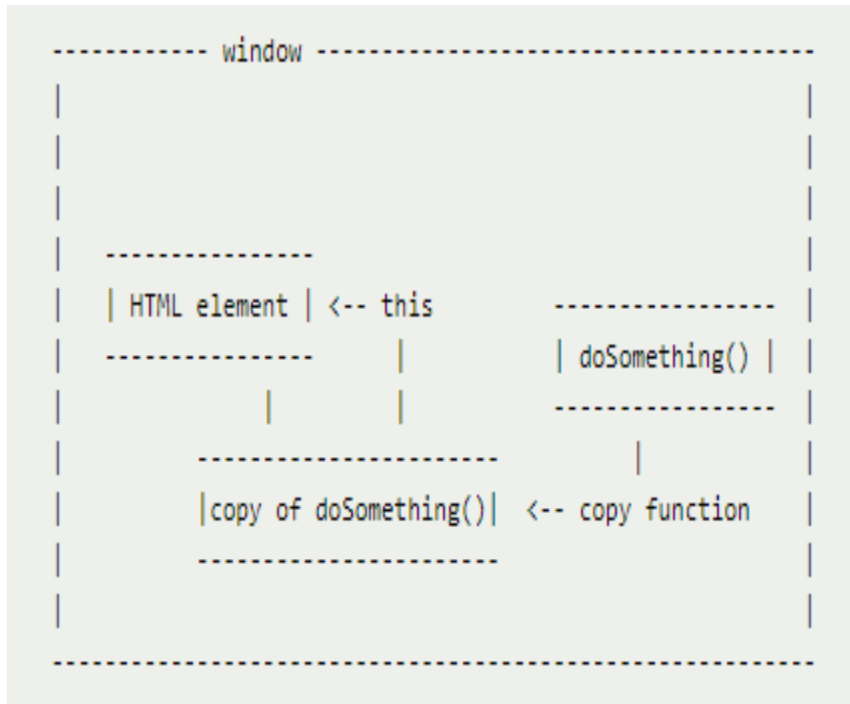 ------------ window --------------------------------------
|                                                        |
|                                                        |
|                                                        |
|   ----------------                                     |
|   | HTML element | <-- this         -----------------  |
|   ----------------      |           | doSomething() |  |
|            |            |           -----------------  |
|          -----------------------          |            |
|          |copy of doSomething()|  <-- copy function    |
|          -----------------------                       |
|                                                        |
----------------------------------------------------------